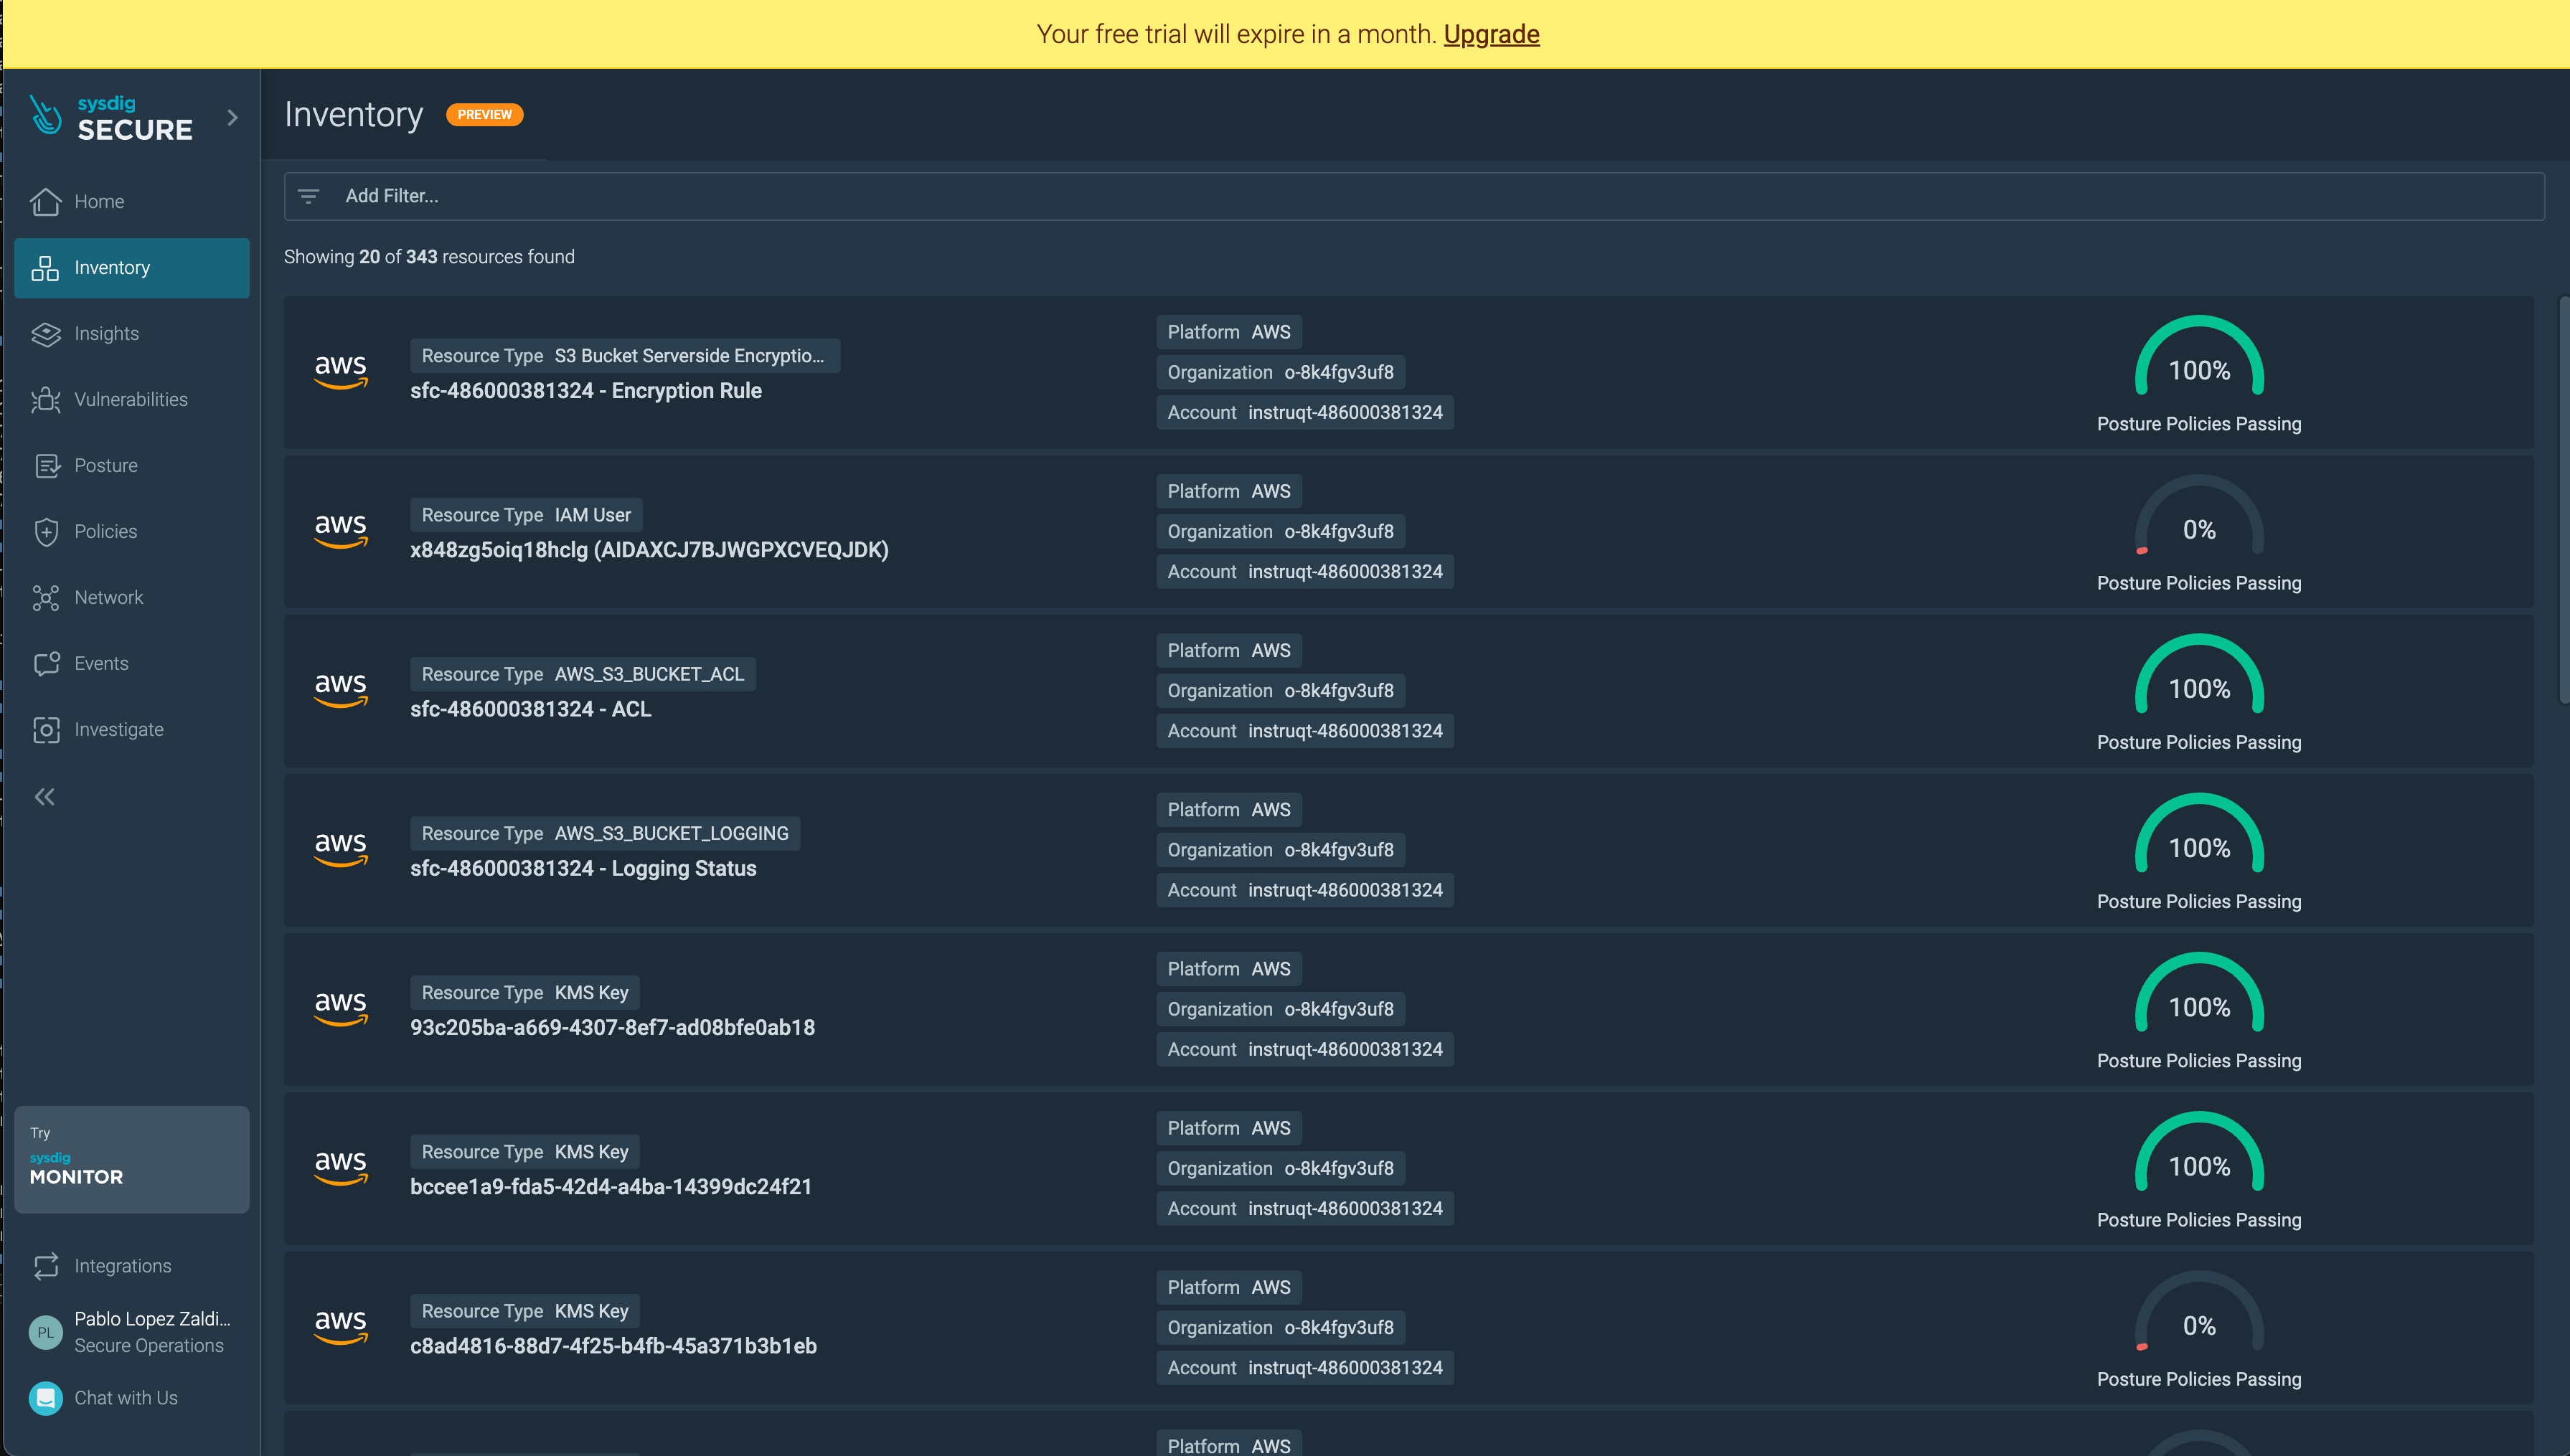 Your free trial will expire in a month. Upgrade
sysdig
SECURE
Home
Inventory
Insights
Vulnerabilities
Posture
Policies
Network
Events
Investigate
Try
sysdig
MONITOR
Integrations
PL
Pablo Lopez Zaldi...
Secure Operations
Chat with Us
Inventory PREVIEW
Add Filter...
Showing 20 of 343 resources found
aws
Resource Type S3 Bucket Serverside Encryptio...
sfc-486000381324 - Encryption Rule
Platform AWS
Organization o-8k4fgv3uf8
Account instruqt-486000381324
100%
Posture Policies Passing
aws
Resource Type IAM User
x848zg5oiq18hclg (AIDAXCJ7BJWGPXCVEQJDK)
Platform AWS
Organization o-8k4fgv3uf8
Account instruqt-486000381324
0%
Posture Policies Passing
aws
Resource Type AWS_S3_BUCKET_ACL
sfc-486000381324 - ACL
Platform AWS
Organization o-8k4fgv3uf8
Account instruqt-486000381324
100%
Posture Policies Passing
aws
Resource Type AWS_S3_BUCKET_LOGGING
sfc-486000381324 - Logging Status
Platform AWS
Organization o-8k4fgv3uf8
Account instruqt-486000381324
100%
Posture Policies Passing
aws
Resource Type KMS Key
93c205ba-a669-4307-8ef7-ad08bfe0ab18
Platform AWS
Organization o-8k4fgv3uf8
Account instruqt-486000381324
100%
Posture Policies Passing
aws
Resource Type KMS Key
bccee1a9-fda5-42d4-a4ba-14399dc24f21
Platform AWS
Organization o-8k4fgv3uf8
Account instruqt-486000381324
100%
Posture Policies Passing
aws
Resource Type KMS Key
c8ad4816-88d7-4f25-b4fb-45a371b3b1eb
Platform AWS
Organization o-8k4fgv3uf8
Account instruqt-486000381324
0%
Posture Policies Passing
Platform AWS